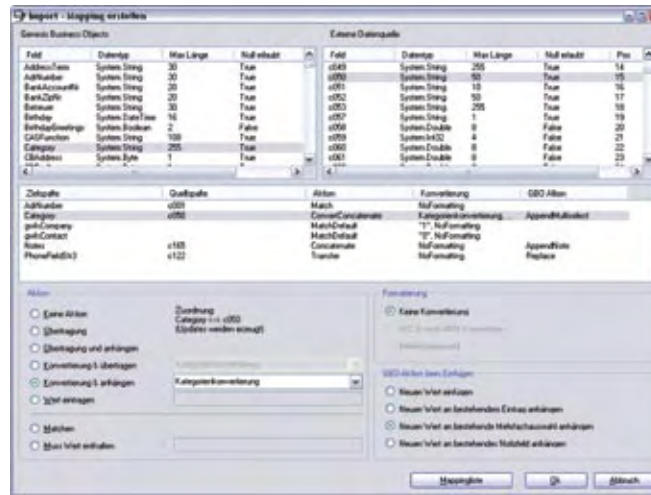 Import - Mapping erstellen
Genesis Business Objects
Externe Datenquelle
Feld Datentyp Max Länge Null erlaubt
AddressTerm System.String 30 True
AdrNumber System.String 30 True
BankAccountNr System.String 20 True
BankZipNr System.String 20 True
Betreuer System.String 30 True
Birthday System.DateTime 16 True
BirthdayGreetings System.Boolean 2 False
CASFunction System.String 100 True
Category System.String 255 True
System.Byte 1 True
Feld Datentyp Max Länge Null erlaubt Pos
c049 System.String 255 True 14
c050 System.String 50 True 15
c051 System.String 10 True 16
c052 System.String 50 True 17
c053 System.String 255 True 18
c057 System.String 1 True 19
c058 System.Double 8 False 20
c059 System.Int32 4 False 21
c060 System.Double 8 False 22
c061 System.Double 8 False 23
Zielspalte Quellspalte Aktion Konvertierung GBO Aktion
AdrNumber c001 Match NoFormatting
Category c050 ConvertConcatenate Kategorienkonvertierung, ... AppendMultiselect
gwIsCompany MatchDefault "1", NoFormatting
gwIsContact MatchDefault "0", NoFormatting
Notes c165 Concatenate NoFormatting AppendNote
PhoneFieldStr3 c122 Transfer NoFormatting Replace
Aktion
Keine Aktion
Übertragung
Übertragung und anhängen
Konvertierung & übertragen
Konvertierung & anhängen
Wert eintragen
Matchen
Muss Wert enthalten
Zuordnung
Category <-> c050
(Updates werden erzeugt)
Kategorienkonvertierung
Kategorienkonvertierung
Formatierung
Keine Konvertierung
GBO-Aktion beim Einfügen
Neuen Wert einfügen
Neuen Wert an bestehenden Eintrag anhängen
Neuen Wert an bestehende Mehrfachauswahl anhängen
Neuen Wert an bestehendes Notizfeld anhängen
Mappingliste
Ok
Abbruch